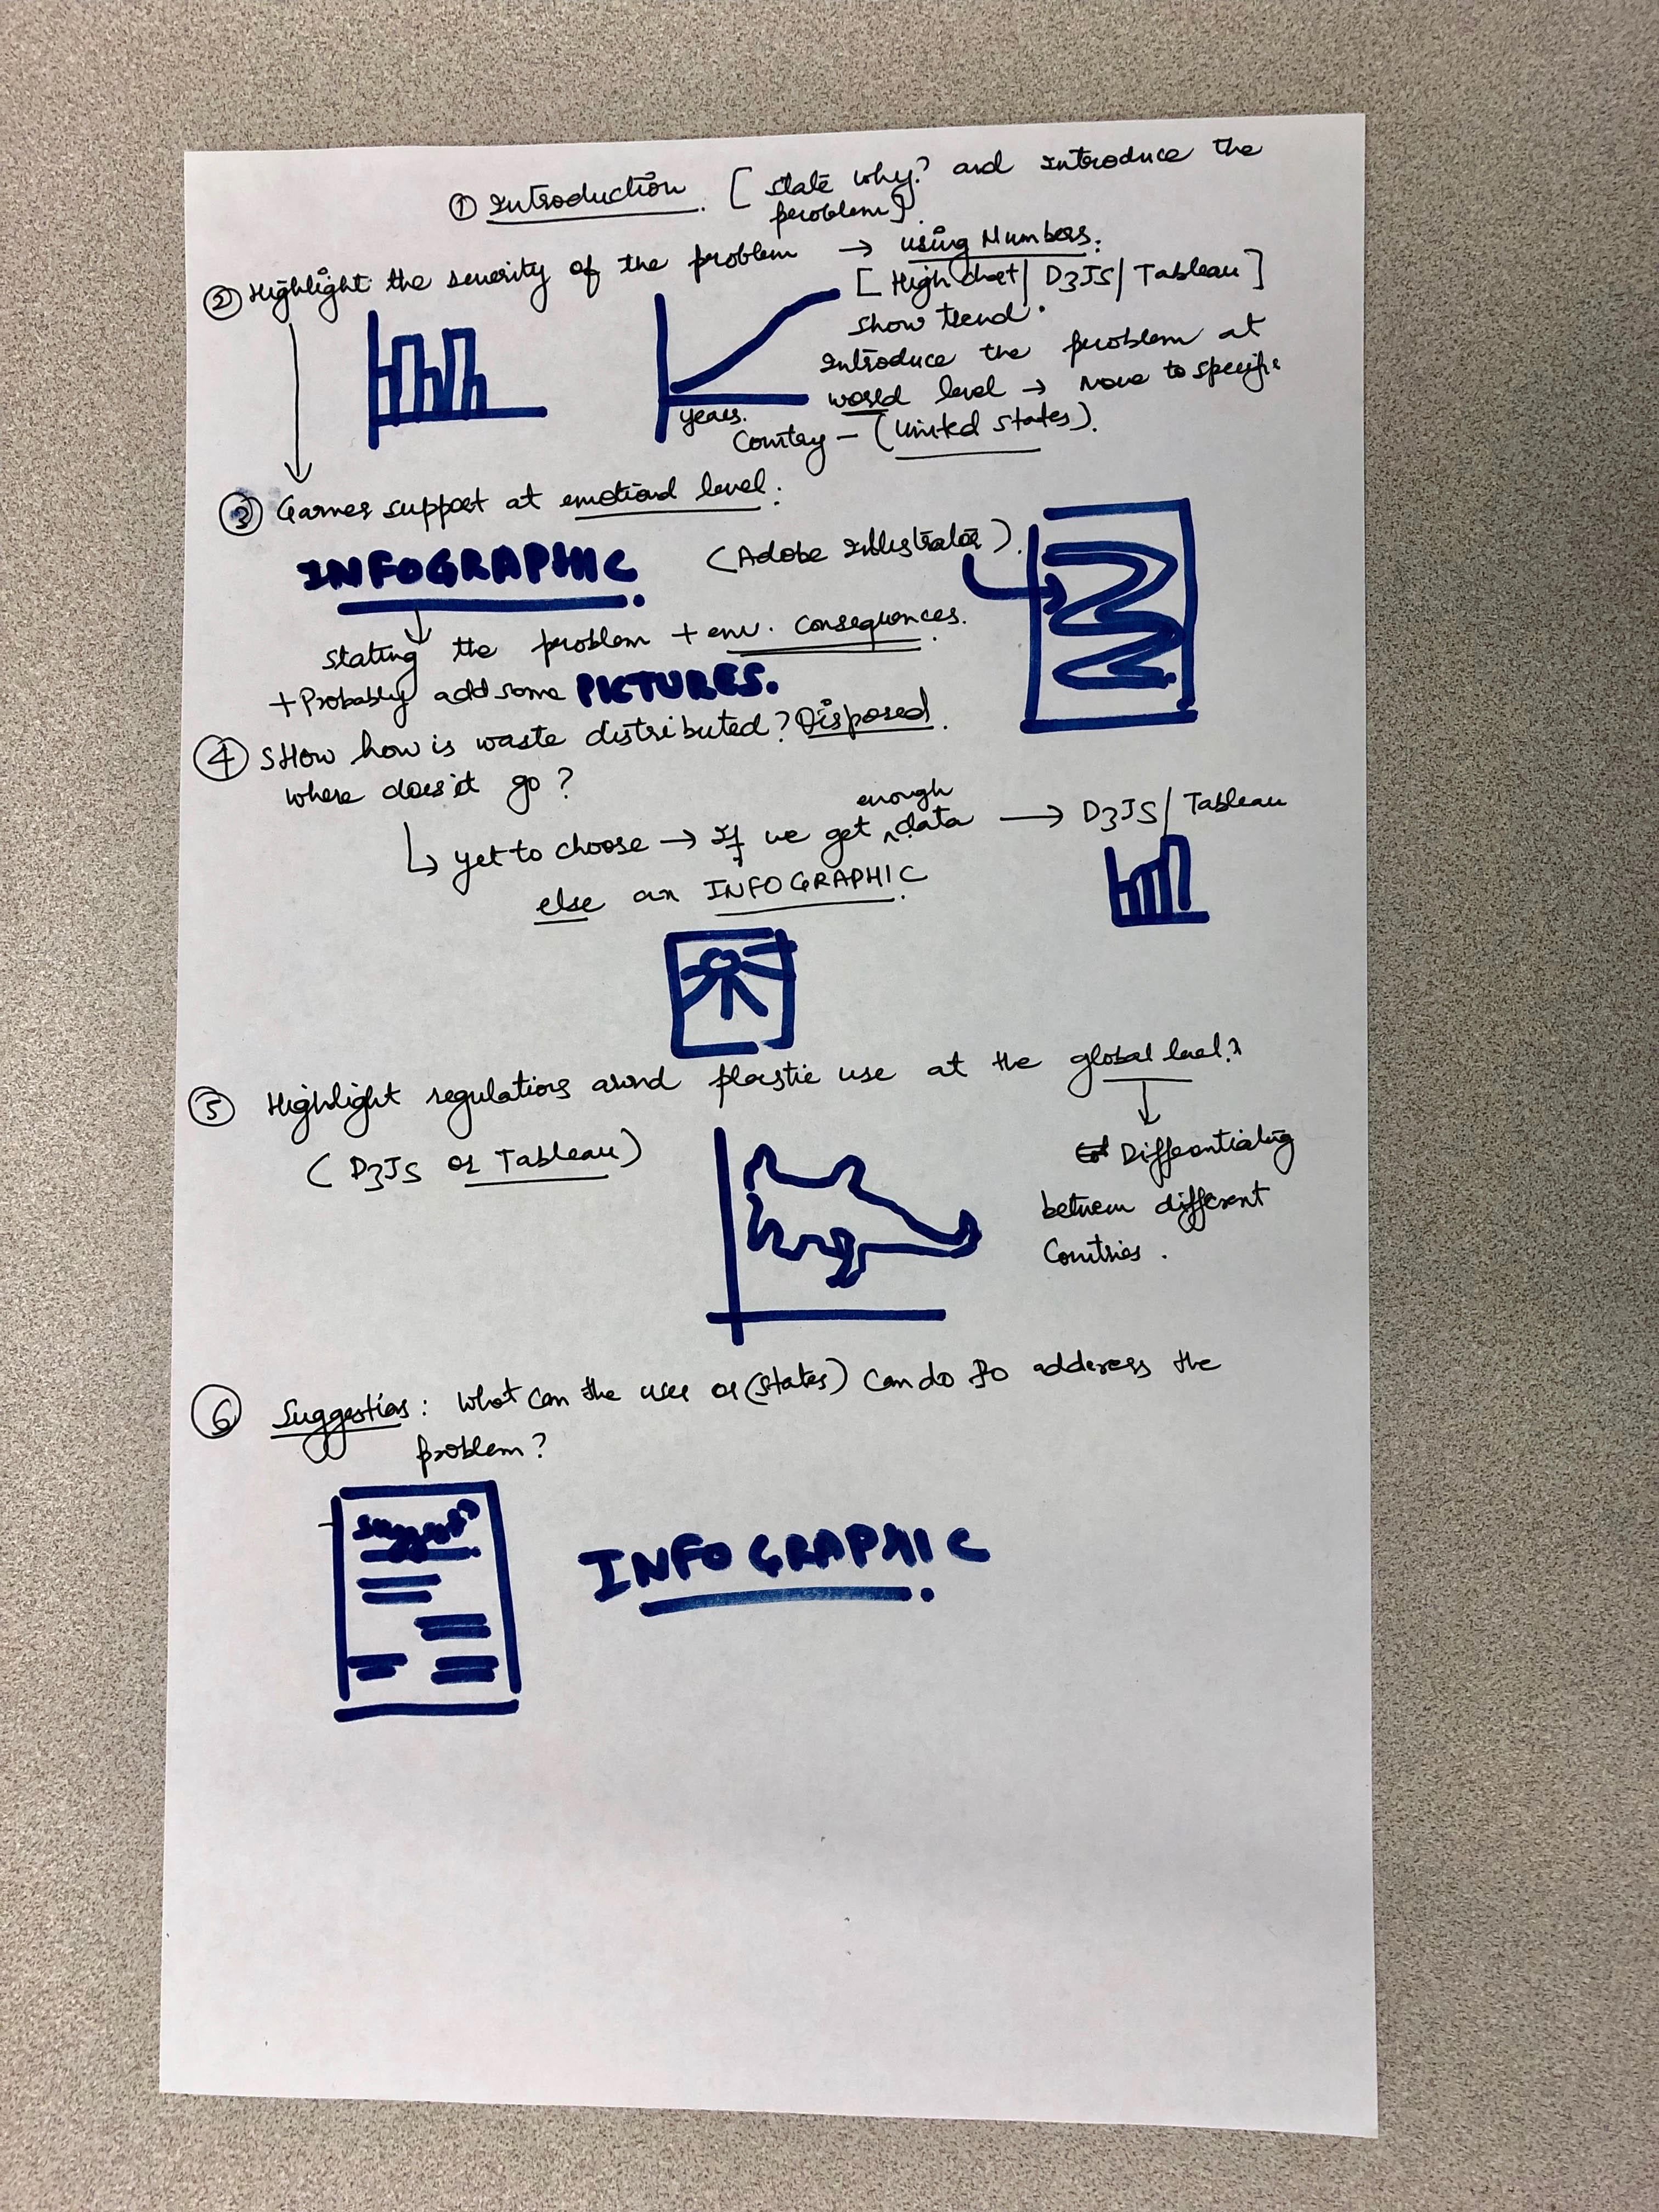 ① Introduction. [state why? and introduce the
problem].
② Highlight the severity of the problem → using Numbers.
[Highchart/ D3JS/ Tableau]
show trend.
Introduce the problem at
world level → Move to specific
years.
Country – (United States).
③ Garner support at emotional level.
INFOGRAPHIC. (Adobe Illustrator).
stating the problem + env. consequences.
+ Probably add some PICTURES.
④ SHow how is waste distributed? Disposed.
where does it go?
enough
↳ yet to choose → If we get ^ data → D3JS/ Tableau
else an INFOGRAPHIC.
⑤ Highlight regulations around plastic use at the global level?
(D3JS or Tableau)
Differentiating
between different
Countries.
⑥ Suggestions: What can the user or (states) can do to address the
problem?
INFOGRAPHIC.